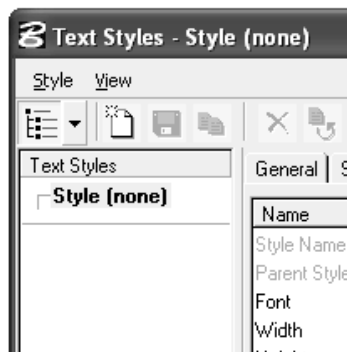 Text Styles - Style (none)
Style View
Text Styles
General
Style (none)
Name
Style Name
Parent Style
Font
Width